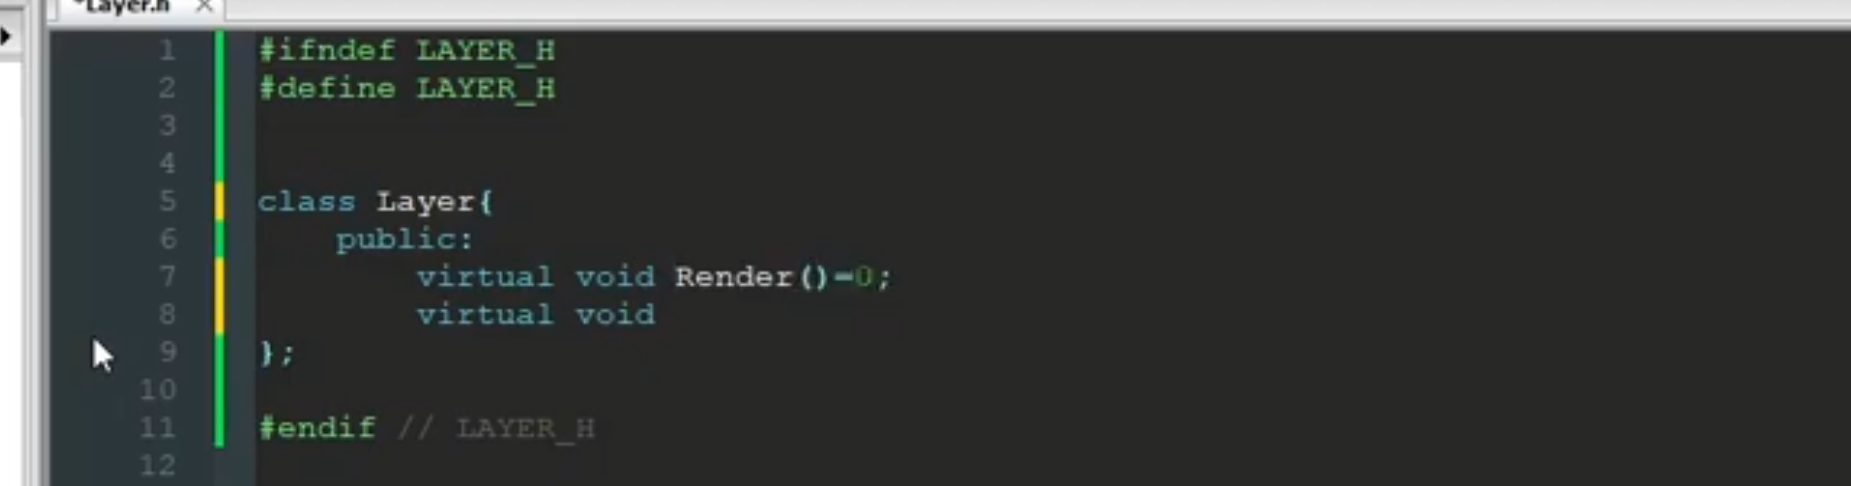 *Layer.h
1 #ifndef LAYER_H
2 #define LAYER_H
3
4
5 class Layer{
6 public:
7 virtual void Render()=0;
8 virtual void
9 };
10
11 #endif // LAYER_H
12